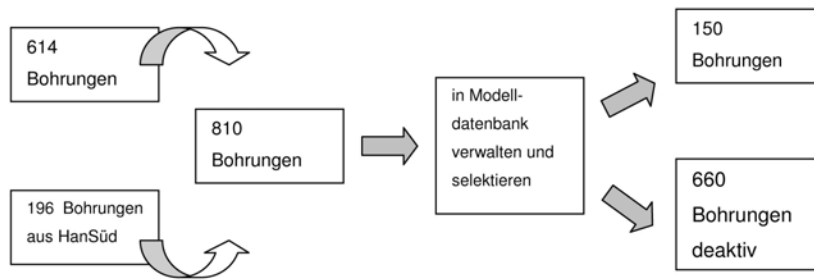 614
Bohrungen
196 Bohrungen
aus HanSüd
810
Bohrungen
in Modell-
datenbank
verwalten und
selektieren
150
Bohrungen
660
Bohrungen
deaktiv